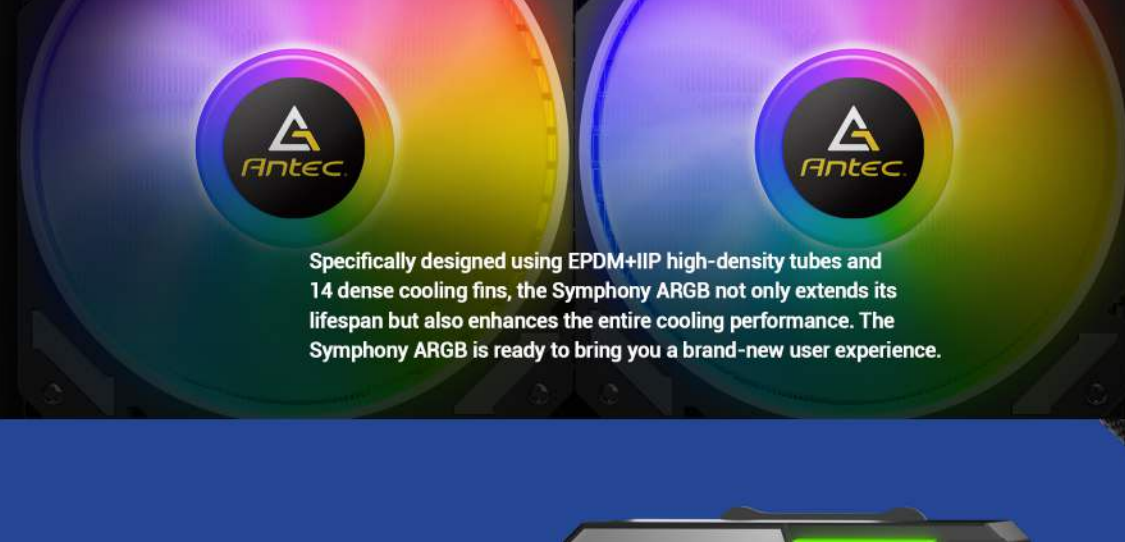 Antec
Antec
Specifically designed using EPDM+IIP high-density tubes and
14 dense cooling fins, the Symphony ARGB not only extends its
lifespan but also enhances the entire cooling performance. The
Symphony ARGB is ready to bring you a brand-new user experience.